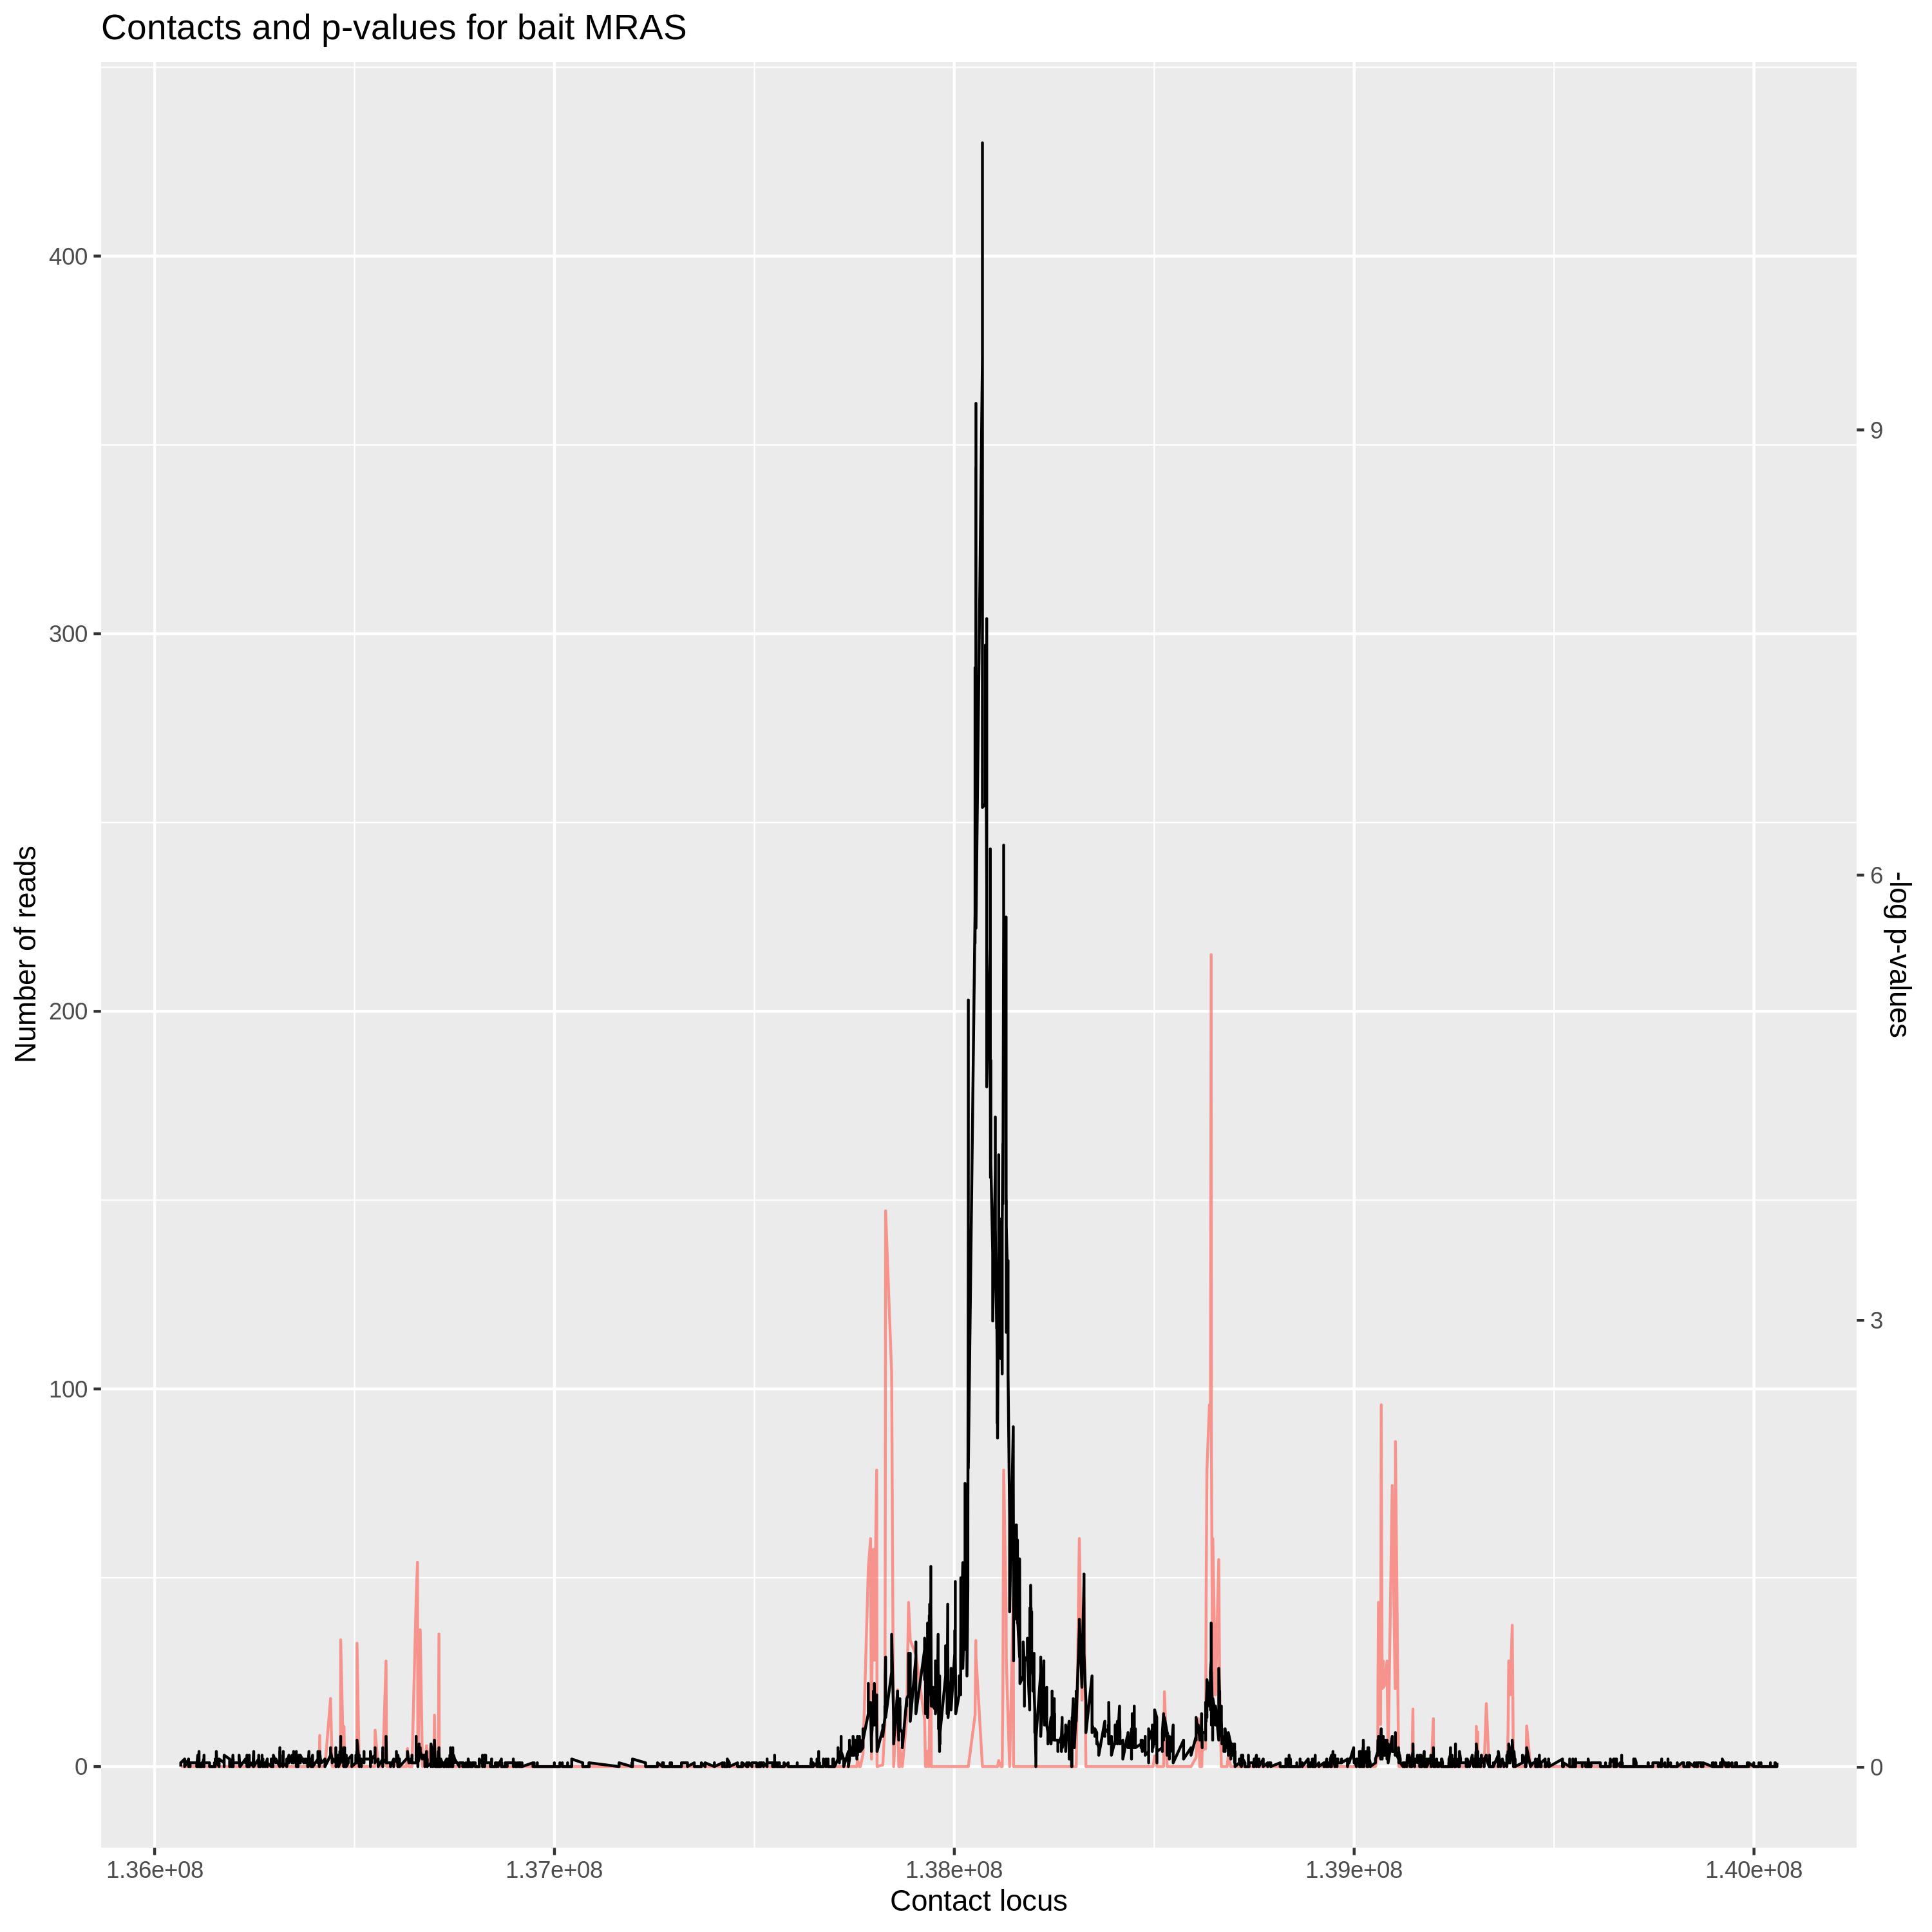 Contacts and p-values for bait MRAS
Number of reads
400
300
200
100
0
9
6
3
0
-log p-values
1.36e+08
1.37e+08
1.38e+08
1.39e+08
1.40e+08
Contact locus